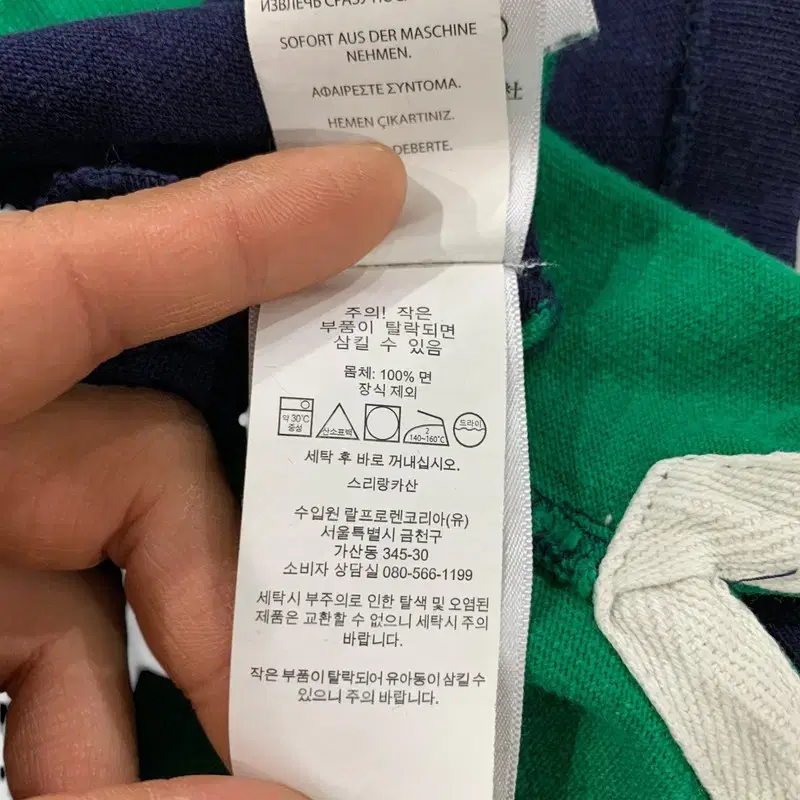 ИЗВЛЕЧЬ СРАЗУ ПОСЛ
SOFORT AUS DER MASCHINE
NEHMEN.
ΑΦΑΙΡΕΣΤΕ ΣΥΝΤΟΜΑ.
HEMEN ÇIKARTINIZ.
DEBERTE.
社
주의! 작은
부품이 탈락되면
삼킬 수 있음
몸체: 100% 면
장식 제외
약 30℃
중성
산소표백
2
140~160℃
드라이
세탁 후 바로 꺼내십시오.
스리랑카산
수입원 랄프로렌코리아(유)
서울특별시 금천구
가산동 345-30
소비자 상담실 080-566-1199
세탁시 부주의로 인한 탈색 및 오염된
제품은 교환할 수 없으니 세탁시 주의
바랍니다.
작은 부품이 탈락되어 유아동이 삼킬 수
있으니 주의 바랍니다.